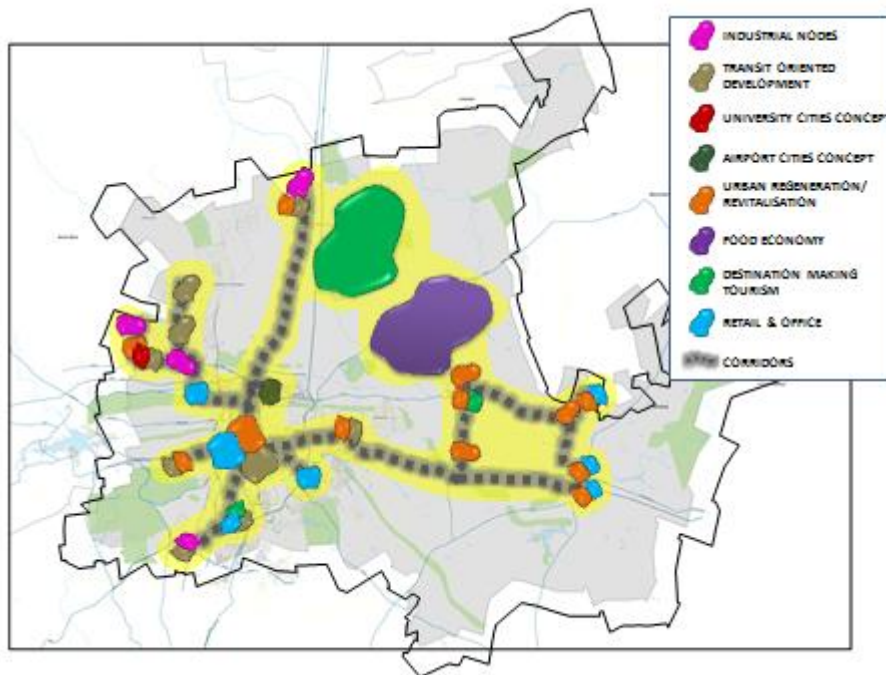 INDUSTRIAL NODES
TRANSIT ORIENTED
DEVELOPMENT
UNIVERSITY CITIES CONCEPT
AIRPORT CITIES CONCEPT
URBAN REGENERATION/
REVITALISATION
FOOD ECONOMY
DESTINATION MAKING
TOURISM
RETAIL & OFFICE
CORRIDORS